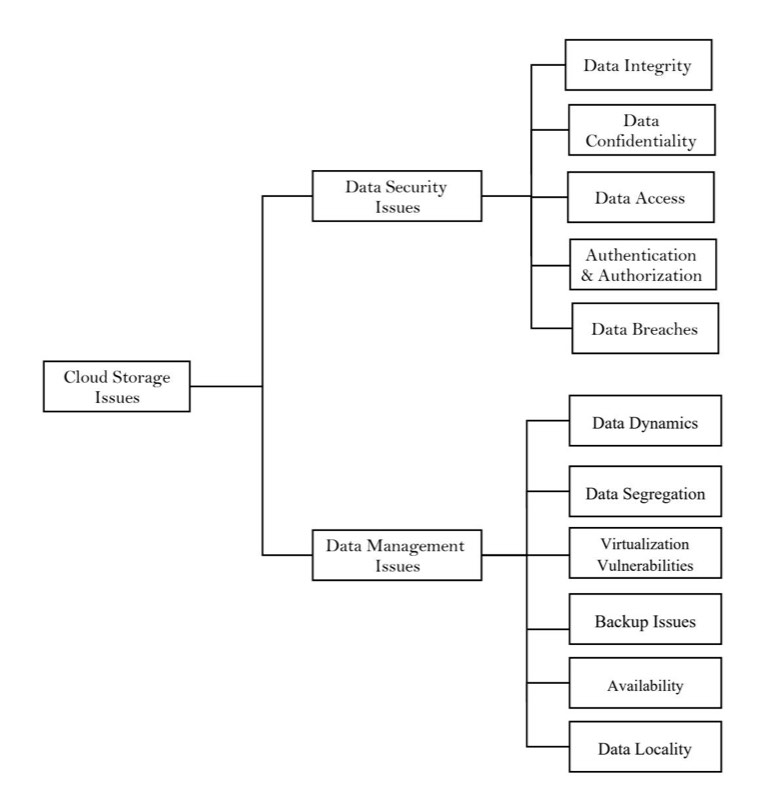 Cloud Storage
Issues
Data Security
Issues
Data Integrity
Data
Confidentiality
Data Access
Authentication
& Authorization
Data Breaches
Data Management
Issues
Data Dynamics
Data Segregation
Virtualization
Vulnerabilities
Backup Issues
Availability
Data Locality